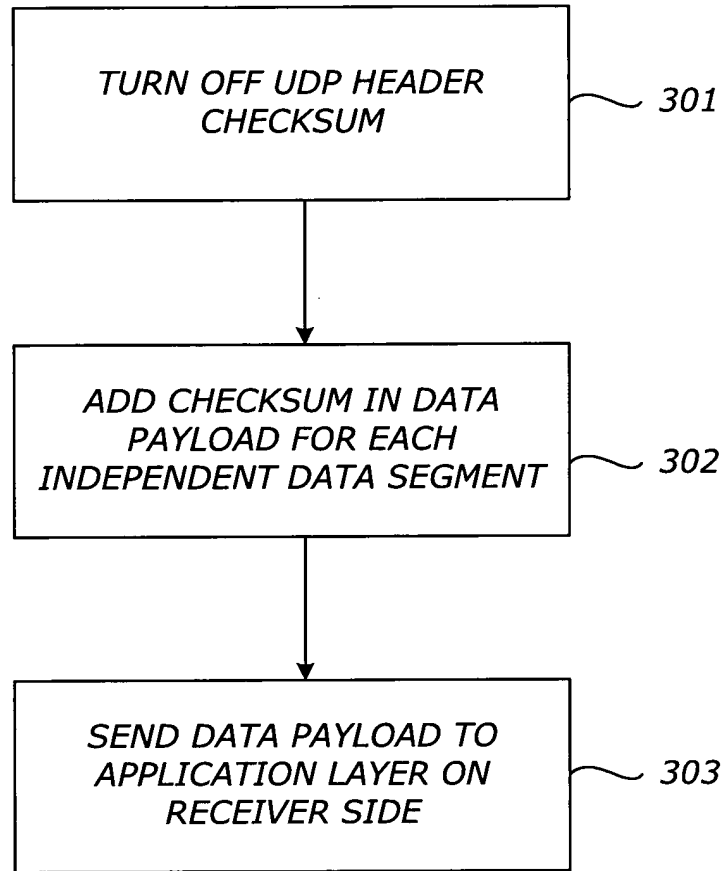 TURN OFF UDP HEADER
CHECKSUM
301
ADD CHECKSUM IN DATA
PAYLOAD FOR EACH
INDEPENDENT DATA SEGMENT
302
SEND DATA PAYLOAD TO
APPLICATION LAYER ON
RECEIVER SIDE
303